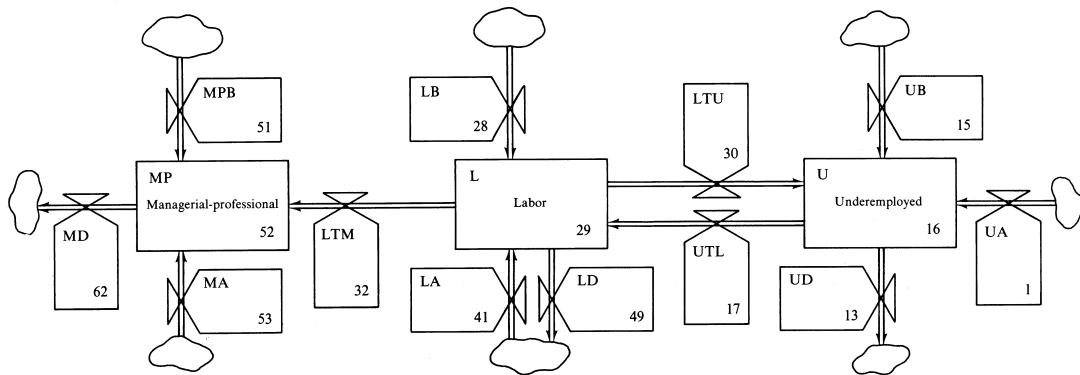 MPB
51
LB
28
LTU
30
UB
15
MP
Managerial-professional
52
L
Labor
29
U
Underemployed
16
MD
62
LTM
32
UTL
17
UA
1
MA
53
LA
41
LD
49
UD
13